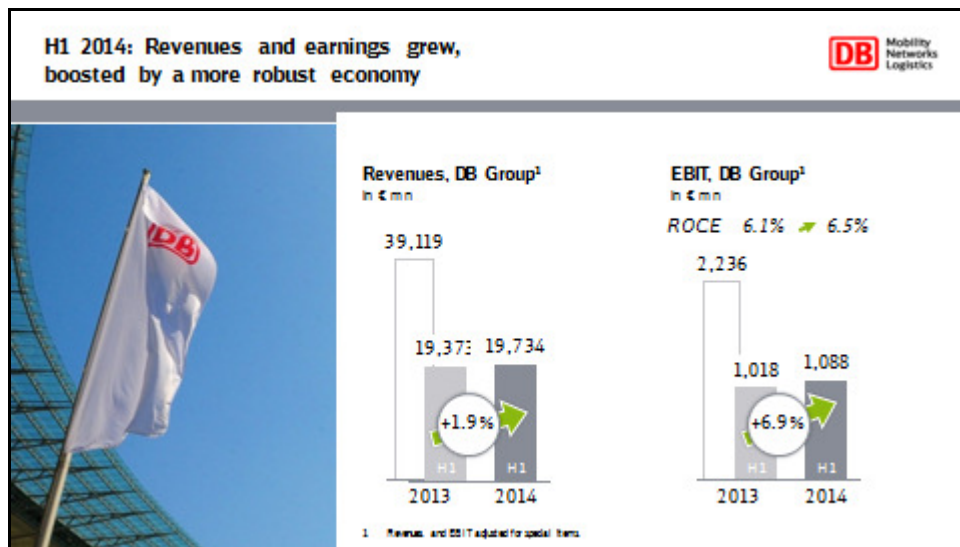 H1 2014: Revenues and earnings grew,
boosted by a more robust economy
DB
Mobility
Networks
Logistics
DB
Revenues, DB Group¹
in € mn
39,119
19,373
19,734
+1.9%
H1
H1
2013
2014
EBIT, DB Group¹
in € mn
ROCE 6.1% 6.5%
2,236
1,018
1,088
+6.9%
H1
H1
2013
2014
1 Revenues and EBIT adjusted for special items